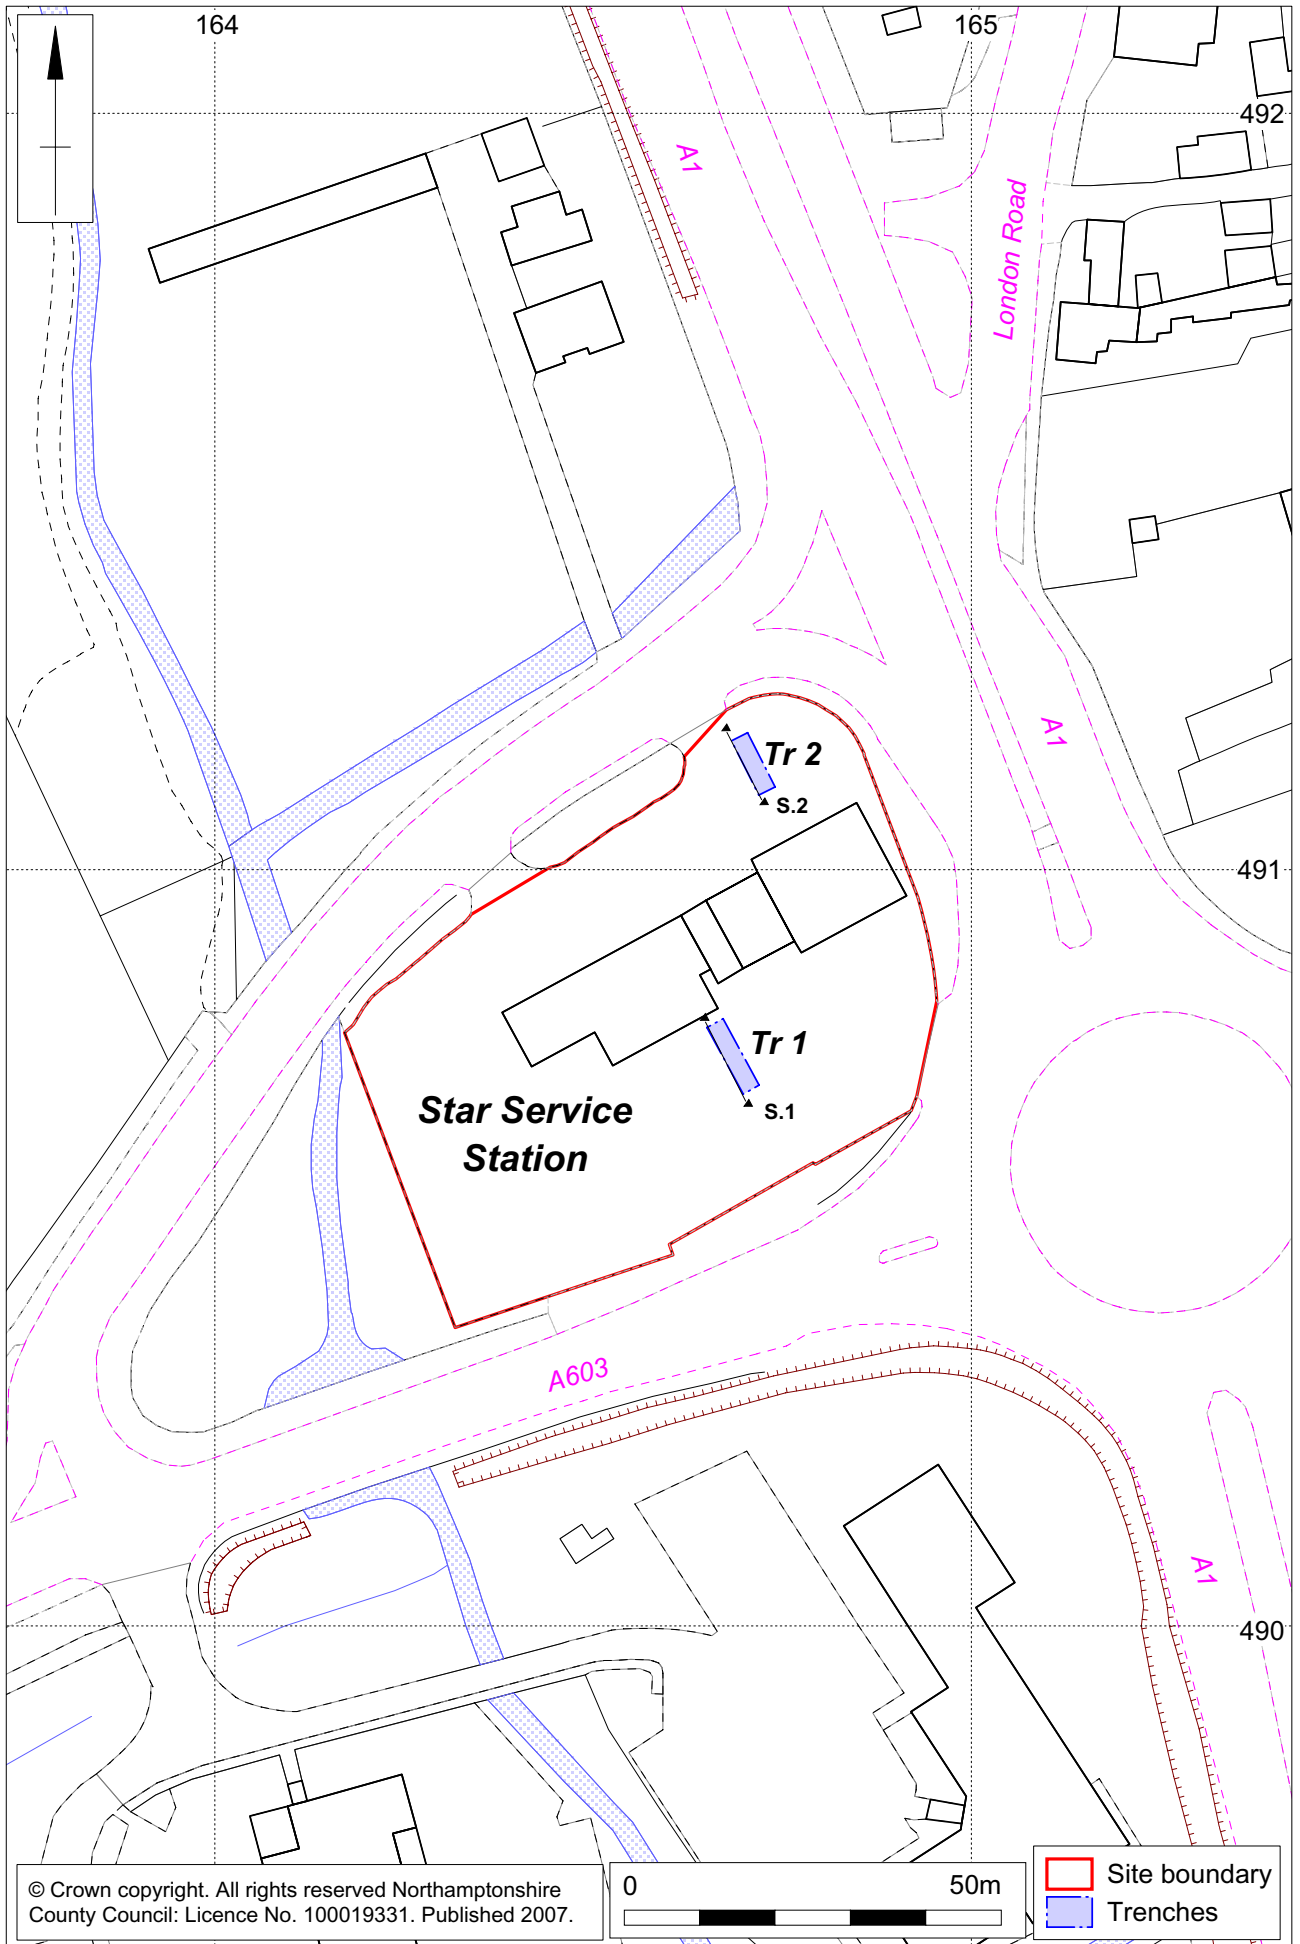 164
165
492
A1
London Road
A1
Tr 2
S.2
491
Tr 1
S.1
Star Service
Station
A603
A1
490
© Crown copyright. All rights reserved Northamptonshire
County Council: Licence No. 100019331. Published 2007.
0 50m
Site boundary
Trenches